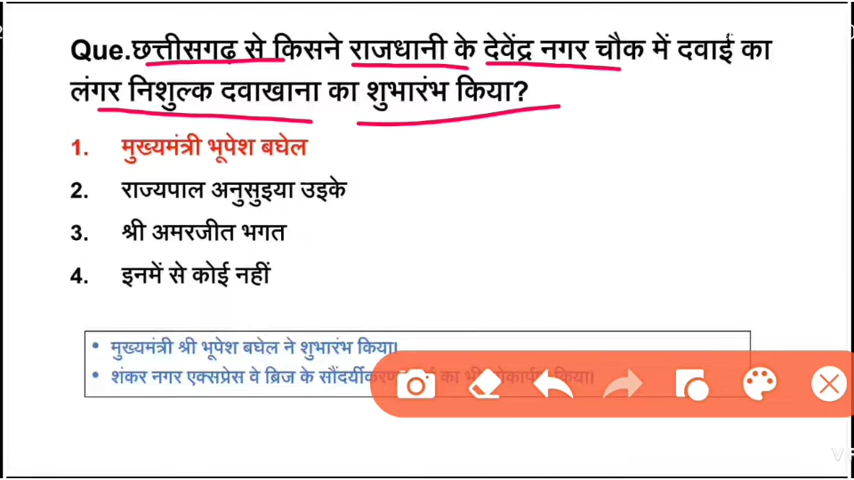 Que.छत्तीसगढ़ से किसने राजधानी के देवेंद्र नगर चौक में दवाई का
लंगर निशुल्क दवाखाना का शुभारंभ किया?
1. मुख्यमंत्री भूपेश बघेल
2. राज्यपाल अनुसुइया उइके
3. श्री अमरजीत भगत
4. इनमें से कोई नहीं
• मुख्यमंत्री श्री भूपेश बघेल ने शुभारंभ किया।
• शंकर नगर एक्सप्रेस वे ब्रिज के सौंदर्यीकरण का भी किया।